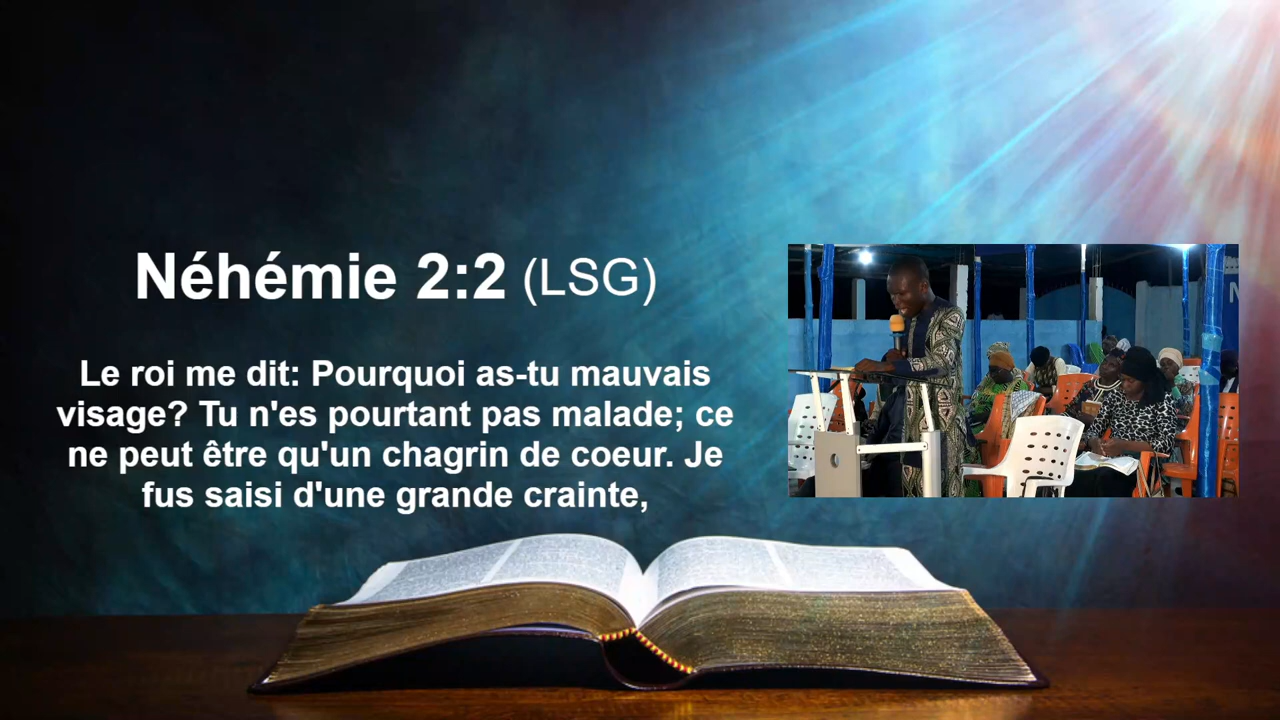 Néhémie 2:2 (LSG)
Le roi me dit: Pourquoi as-tu mauvais
visage? Tu n'es pourtant pas malade; ce
ne peut être qu'un chagrin de coeur. Je
fus saisi d'une grande crainte,